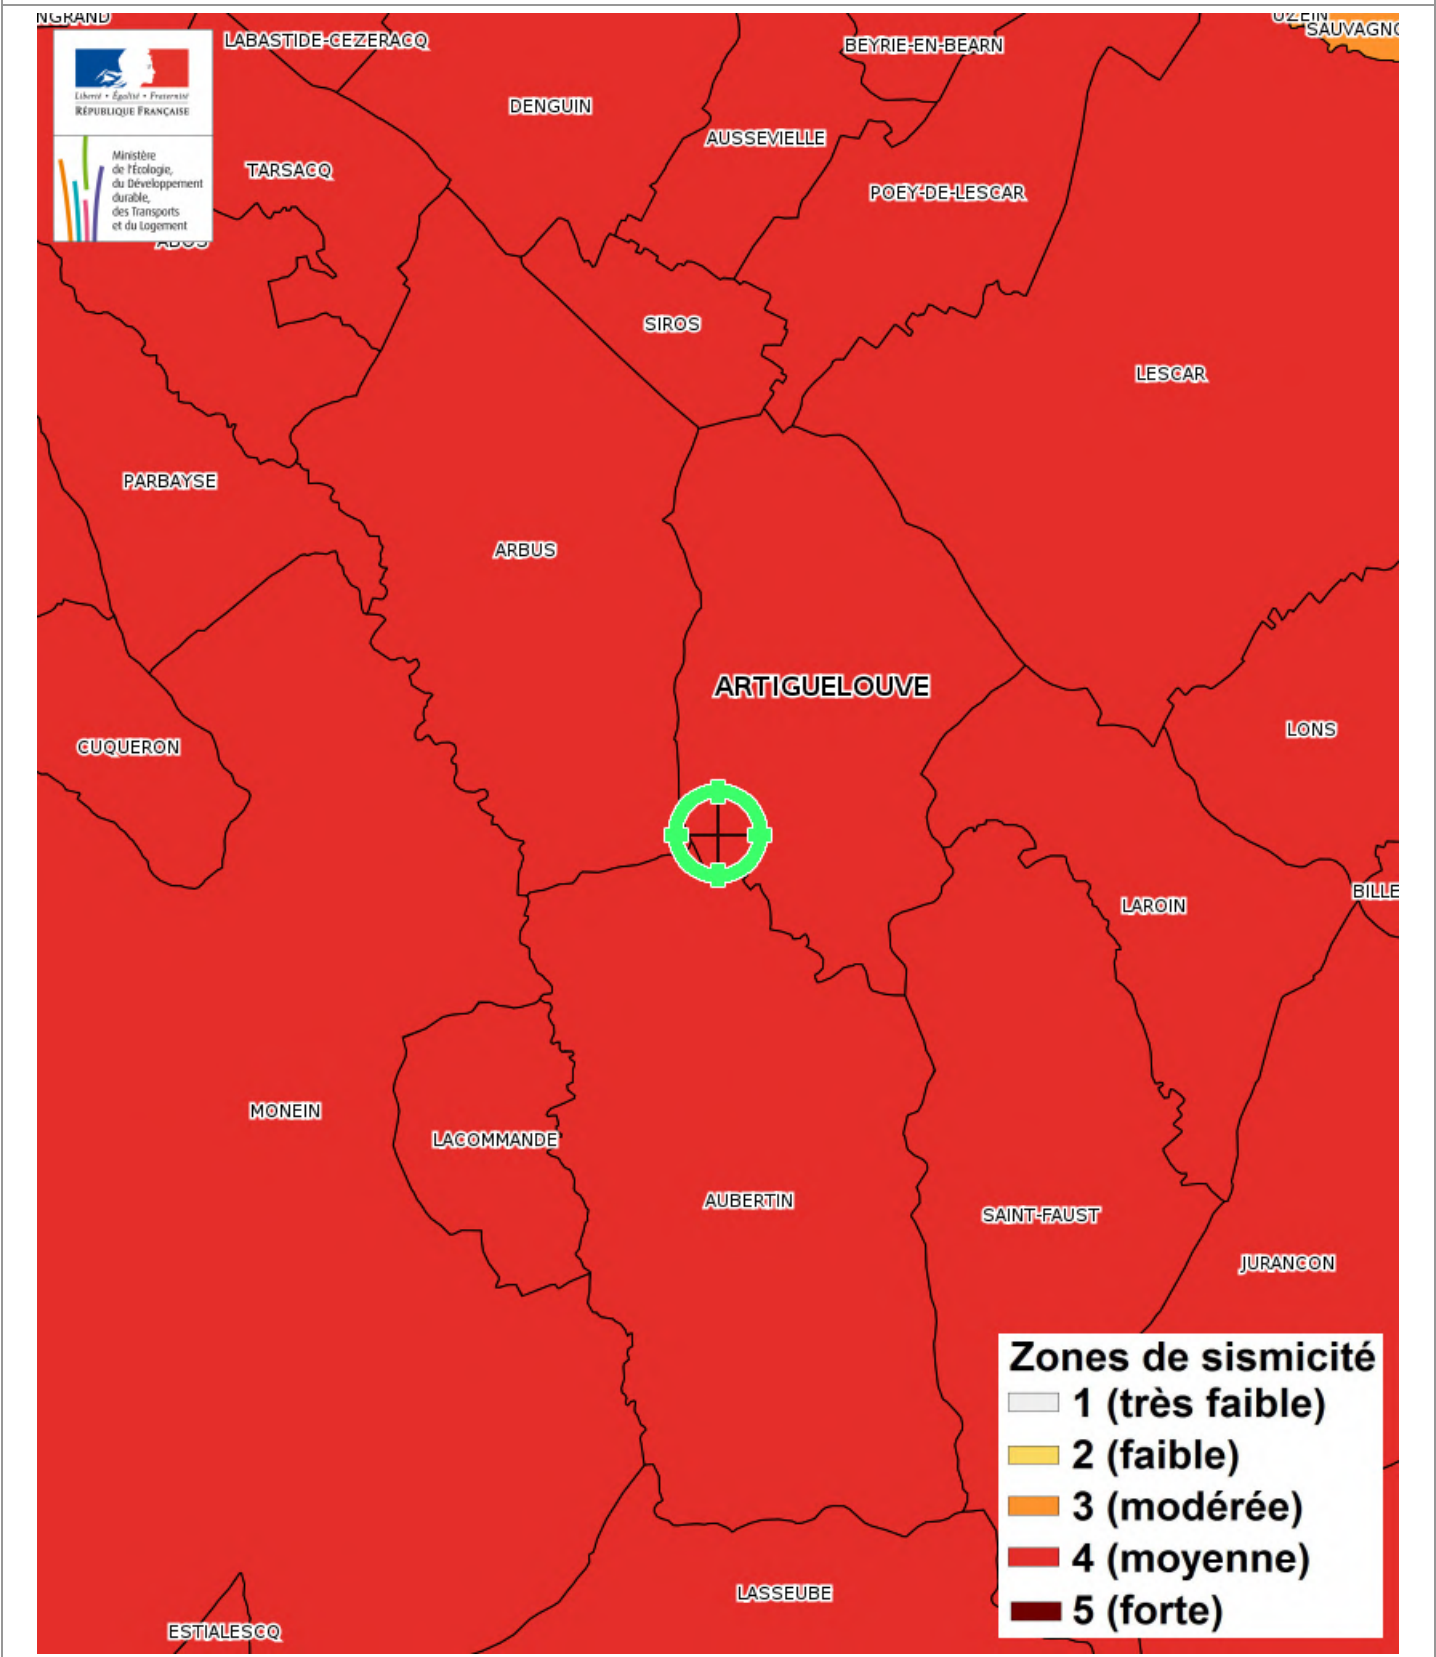 NGRAND
UZEIN
SAUVAGNO
LABASTIDE-CEZERACQ
BEYRIE-EN-BEARN
Liberté • Égalité • Fraternité
RÉPUBLIQUE FRANÇAISE
DENGUIN
AUSSEVIELLE
Ministère
de l'Écologie,
du Développement
durable,
des Transports
et du Logement
TARSACQ
POEY-DE-LESCAR
ABOS
SIROS
LESCAR
PARBAYSE
ARBUS
ARTIGUELOUVE
LONS
CUQUERON
BILLE
LAROIN
MONEIN
LACOMMANDE
AUBERTIN
SAINT-FAUST
JURANCON
Zones de sismicité
1 (très faible)
2 (faible)
3 (modérée)
4 (moyenne)
5 (forte)
LASSEUBE
ESTIALESCQ